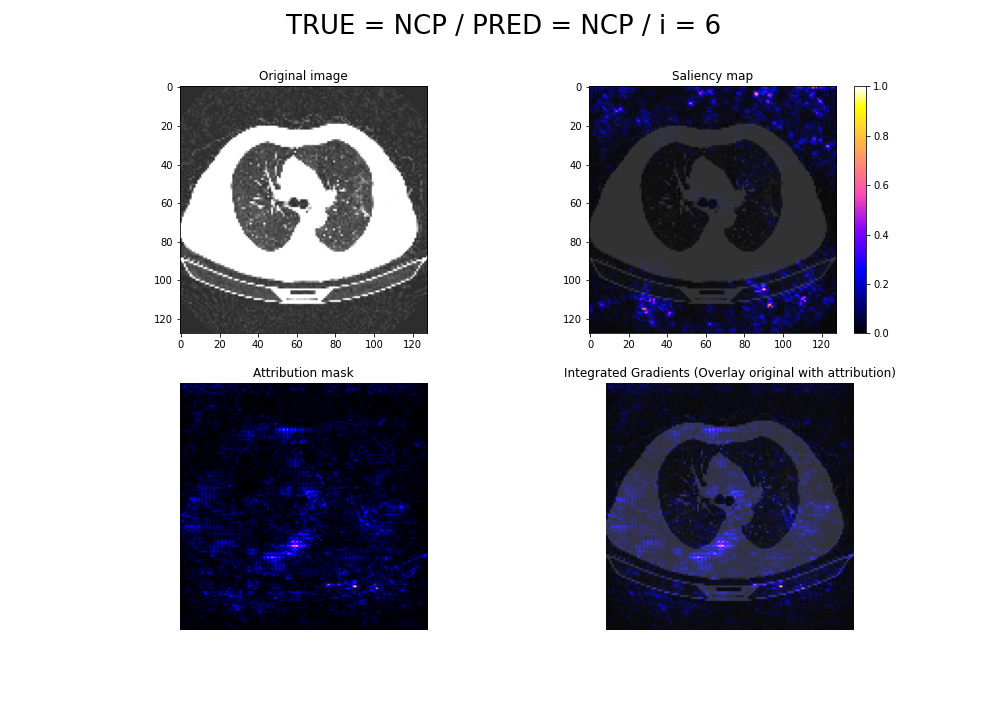 TRUE = NCP / PRED = NCP / i = 6
Original image
0
20
40
60
80
100
120
0 20 40 60 80 100 120
Saliency map
0
20
40
60
80
100
120
0 20 40 60 80 100 120
1.0
0.8
0.6
0.4
0.2
0.0
Attribution mask
Integrated Gradients (Overlay original with attribution)